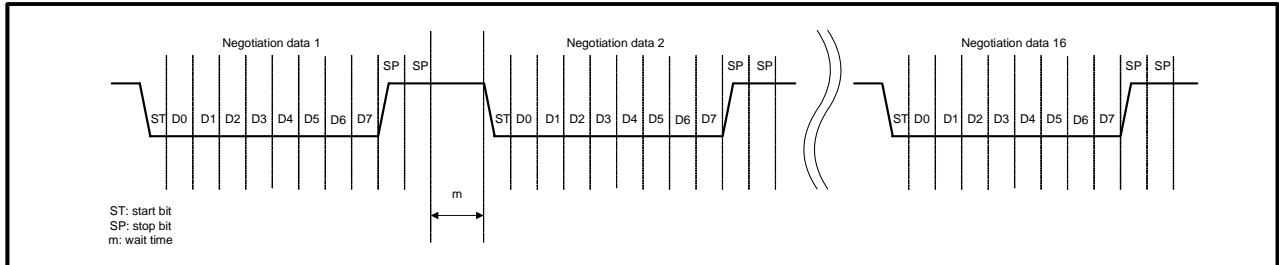 Negotiation data 1 Negotiation data 2 Negotiation data 16
SP SP SP SP SP SP
ST D0 D1 D2 D3 D4 D5 D6 D7 ST D0 D1 D2 D3 D4 D5 D6 D7 ST D0 D1 D2 D3 D4 D5 D6 D7
m
ST: start bit
SP: stop bit
m: wait time